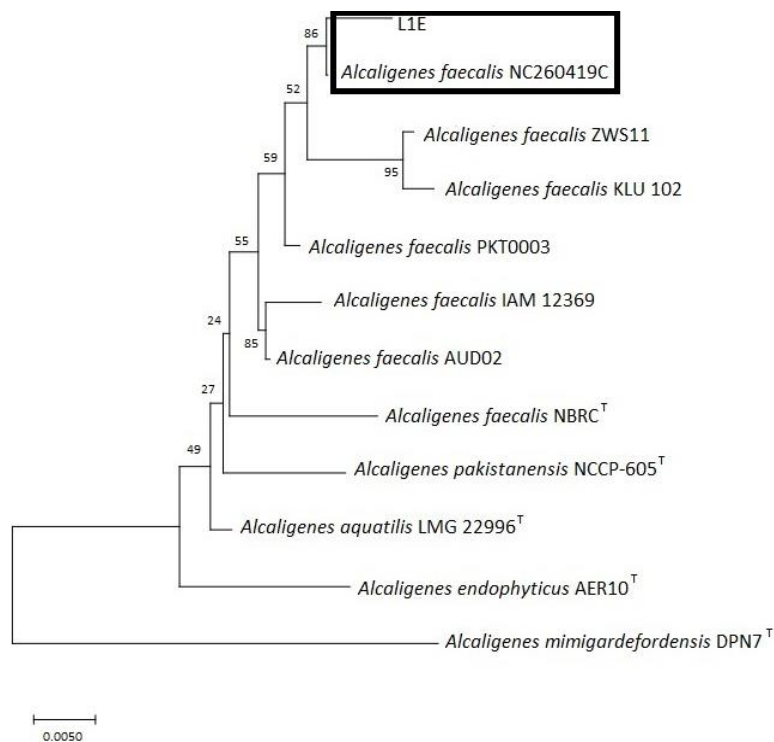 86
L1E
Alcaligenes faecalis NC260419C
52
Alcaligenes faecalis ZWS11
59
95
Alcaligenes faecalis KLU 102
55
Alcaligenes faecalis PKT0003
Alcaligenes faecalis IAM 12369
24
85
Alcaligenes faecalis AUD02
27
Alcaligenes faecalis NBRC T
49
Alcaligenes pakistanensis NCCP-605 T
Alcaligenes aquatilis LMG 22996 T
Alcaligenes endophyticus AER10 T
Alcaligenes mimigardefordensis DPN7 T
0.0050